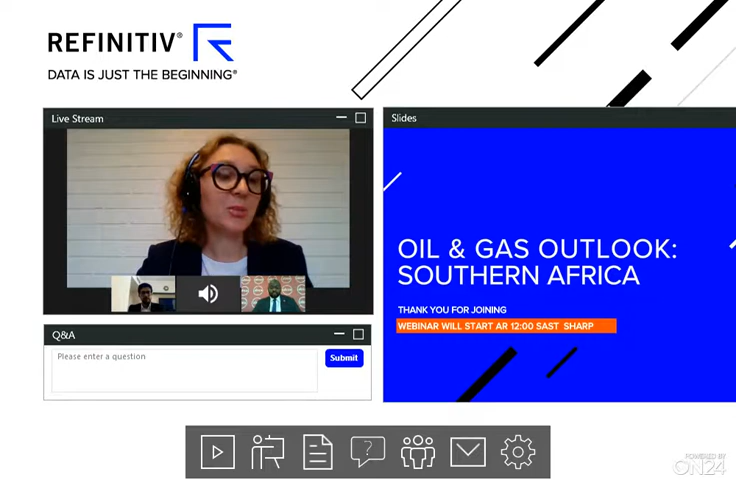 REFINITIV®
DATA IS JUST THE BEGINNING®
Live Stream
Slides
OIL & GAS OUTLOOK:
SOUTHERN AFRICA
THANK YOU FOR JOINING
WEBINAR WILL START AR 12:00 SAST SHARP
Q&A
Please enter a question
Submit
?
POWERED BY
ON24